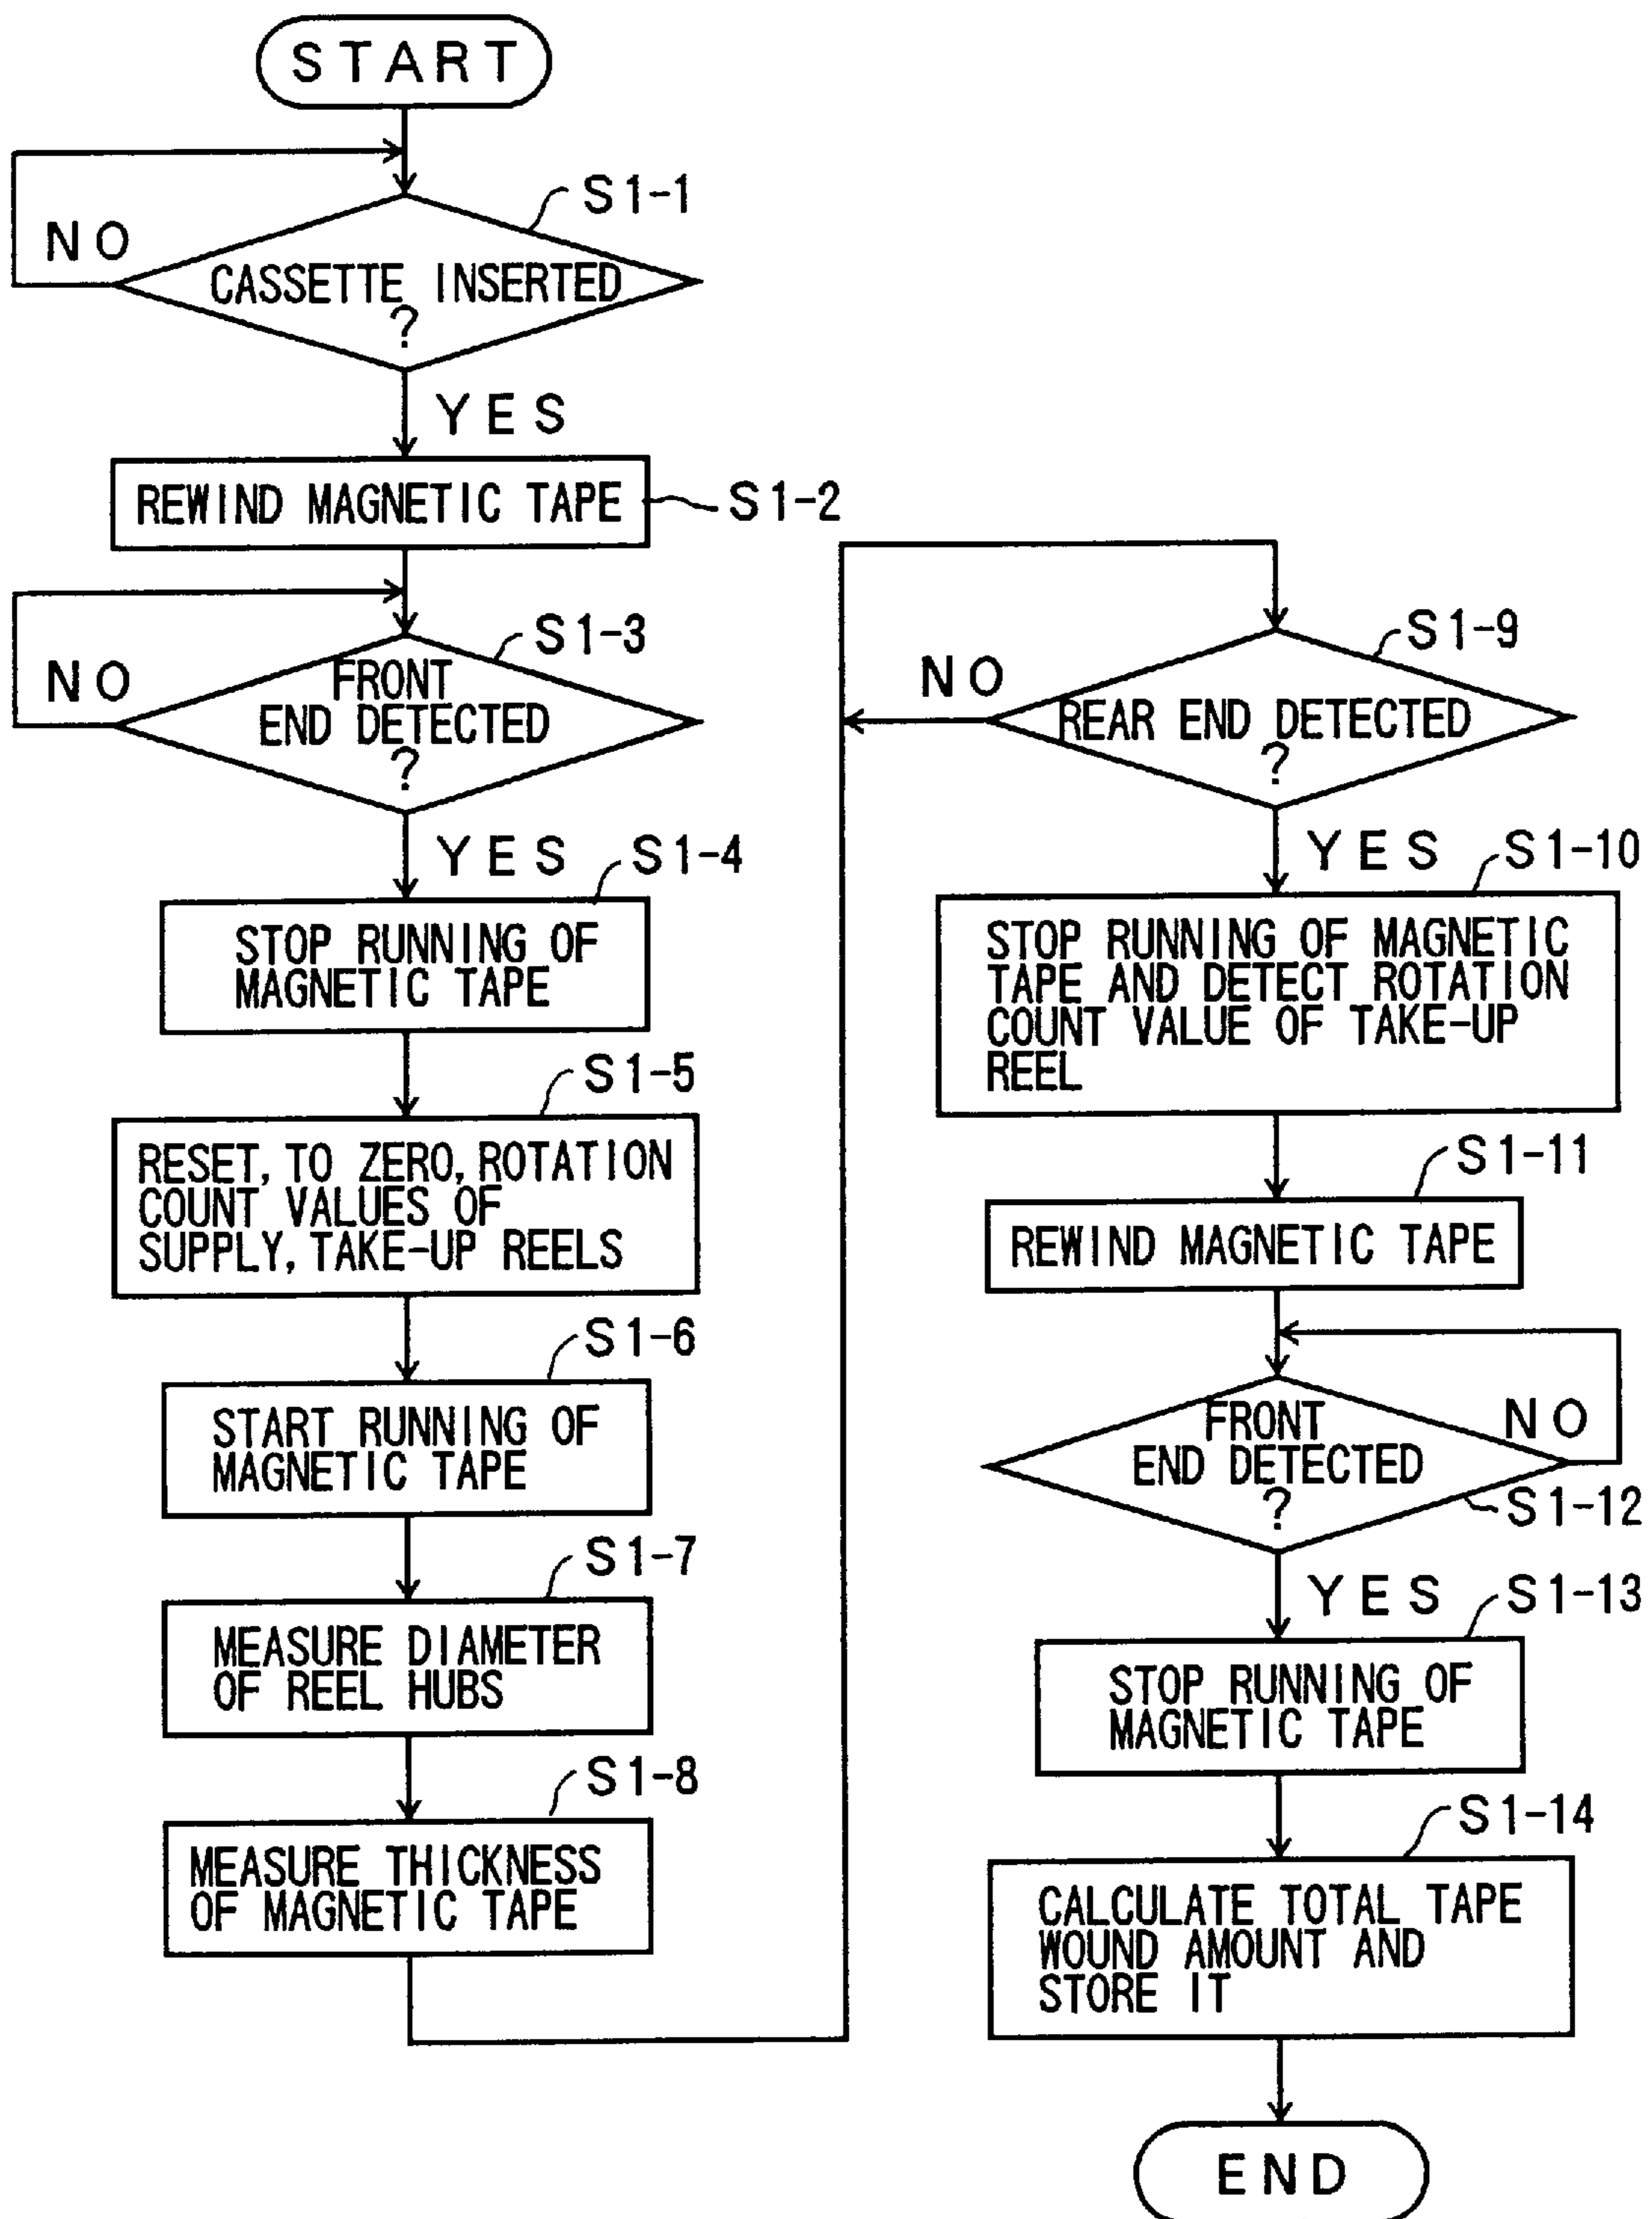 START
S1-1
NO
CASSETTE INSERTED
?
YES
REWIND MAGNETIC TAPE
S1-2
S1-3
NO
FRONT
END DETECTED
?
YES
S1-4
STOP RUNNING OF
MAGNETIC TAPE
S1-5
RESET, TO ZERO, ROTATION
COUNT VALUES OF
SUPPLY, TAKE-UP REELS
S1-6
START RUNNING OF
MAGNETIC TAPE
S1-7
MEASURE DIAMETER
OF REEL HUBS
S1-8
MEASURE THICKNESS
OF MAGNETIC TAPE
S1-9
NO
REAR END DETECTED
?
YES
S1-10
STOP RUNNING OF MAGNETIC
TAPE AND DETECT ROTATION
COUNT VALUE OF TAKE-UP
REEL
S1-11
REWIND MAGNETIC TAPE
FRONT
END DETECTED
?
NO
S1-12
YES
S1-13
STOP RUNNING OF
MAGNETIC TAPE
S1-14
CALCULATE TOTAL TAPE
WOUND AMOUNT AND
STORE IT
END